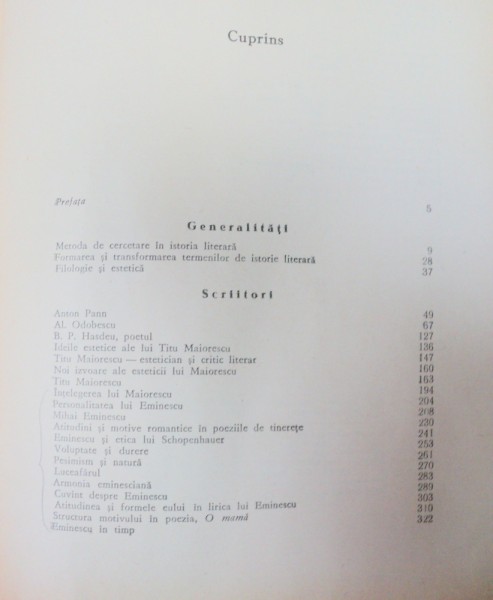 Cuprins
Prefața 5
Generalități
Metoda de cercetare în istoria literară 9
Formarea și transformarea termenilor de istorie literară 28
Filologie și estetică 37
Scriitori
Anton Pann 49
Al. Odobescu 67
B. P. Hasdeu, poetul 127
Ideile estetice ale lui Titu Maiorescu 136
Titu Maiorescu — estetician și critic literar 147
Noi izvoare ale esteticii lui Maiorescu 160
Titu Maiorescu 163
Înțelegerea lui Maiorescu 194
Personalitatea lui Eminescu 204
Mihai Eminescu 208
Atitudini și motive romantice în poeziile de tinerețe 230
Eminescu și etica lui Schopenhauer 241
Voluptate și durere 253
Pesimism și natură 261
Luceafărul 270
Armonia eminesciană 283
Cuvînt despre Eminescu 289
Atitudinea și formele eului în lirica lui Eminescu 303
Structura motivului în poezia, O mamă 310
Eminescu în timp 322